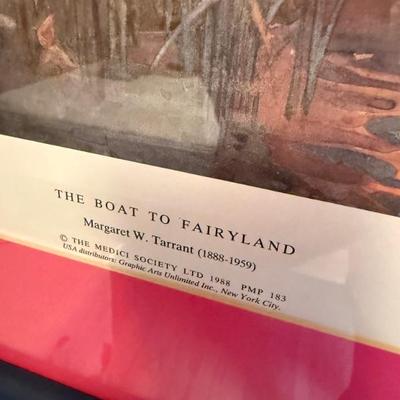 THE BOAT TO FAIRYLAND
Margaret W. Tarrant (1888-1959)
© THE MEDICI SOCIETY LTD 1988 PMP 183
USA distributors: Graphic Arts Unlimited Inc., New York City.